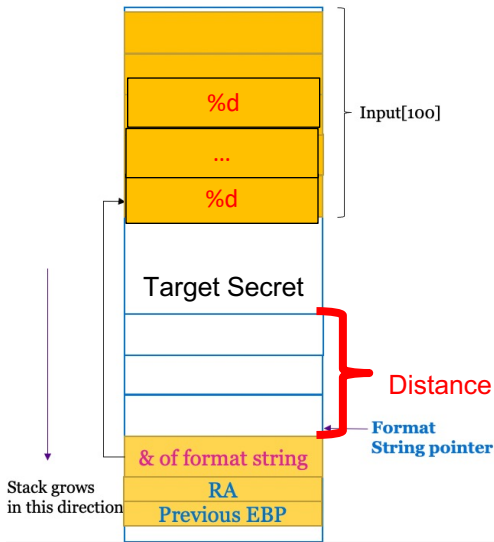 %d
Input[100]
...
%d
Target Secret
Distance
Format
String pointer
& of format string
Stack grows
in this direction
RA
Previous EBP